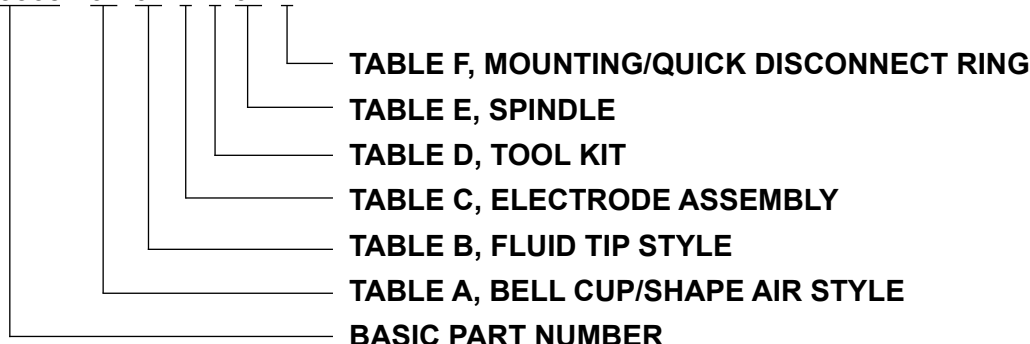 TABLE F, MOUNTING/QUICK DISCONNECT RING
TABLE E, SPINDLE
TABLE D, TOOL KIT
TABLE C, ELECTRODE ASSEMBLY
TABLE B, FLUID TIP STYLE
TABLE A, BELL CUP/SHAPE AIR STYLE
BASIC PART NUMBER